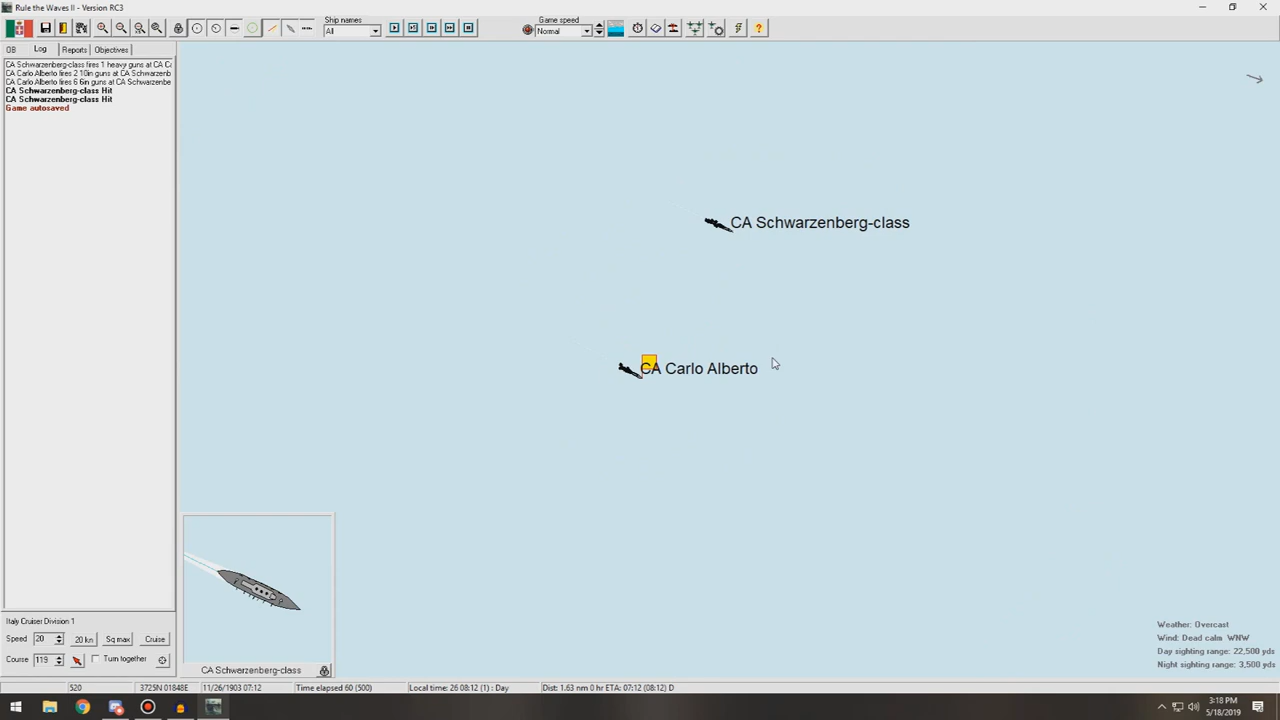 Rule the Waves II - Version RC3
Ship names
All
Game speed
Normal
OB Log Reports Objectives
CA Schwarzenberg-class fires 1 heavy guns at CA Ca
CA Carlo Alberto fires 2 10in guns at CA Schwarzenb
CA Carlo Alberto fires 6 6in guns at CA Schwarzenbe
CA Schwarzenberg-class Hit
CA Schwarzenberg-class Hit
Game autosaved
CA Schwarzenberg-class
CA Carlo Alberto
Weather: Overcast
Wind: Dead calm WNW
Day sighting range: 22,500 yds
Night sighting range: 3,500 yds
Italy Cruiser Division 1
Speed 20 20 kn Sq max Cruise
Course 119 Turn together
CA Schwarzenberg-class
520 3725N 01848E 11/26/1903 07:12 Time elapsed 60 (500) Local time: 26 08:12 (1) : Day Dist: 1.63 nm 0 hr ETA: 07:12 (08:12) D
3:18 PM
5/18/2019